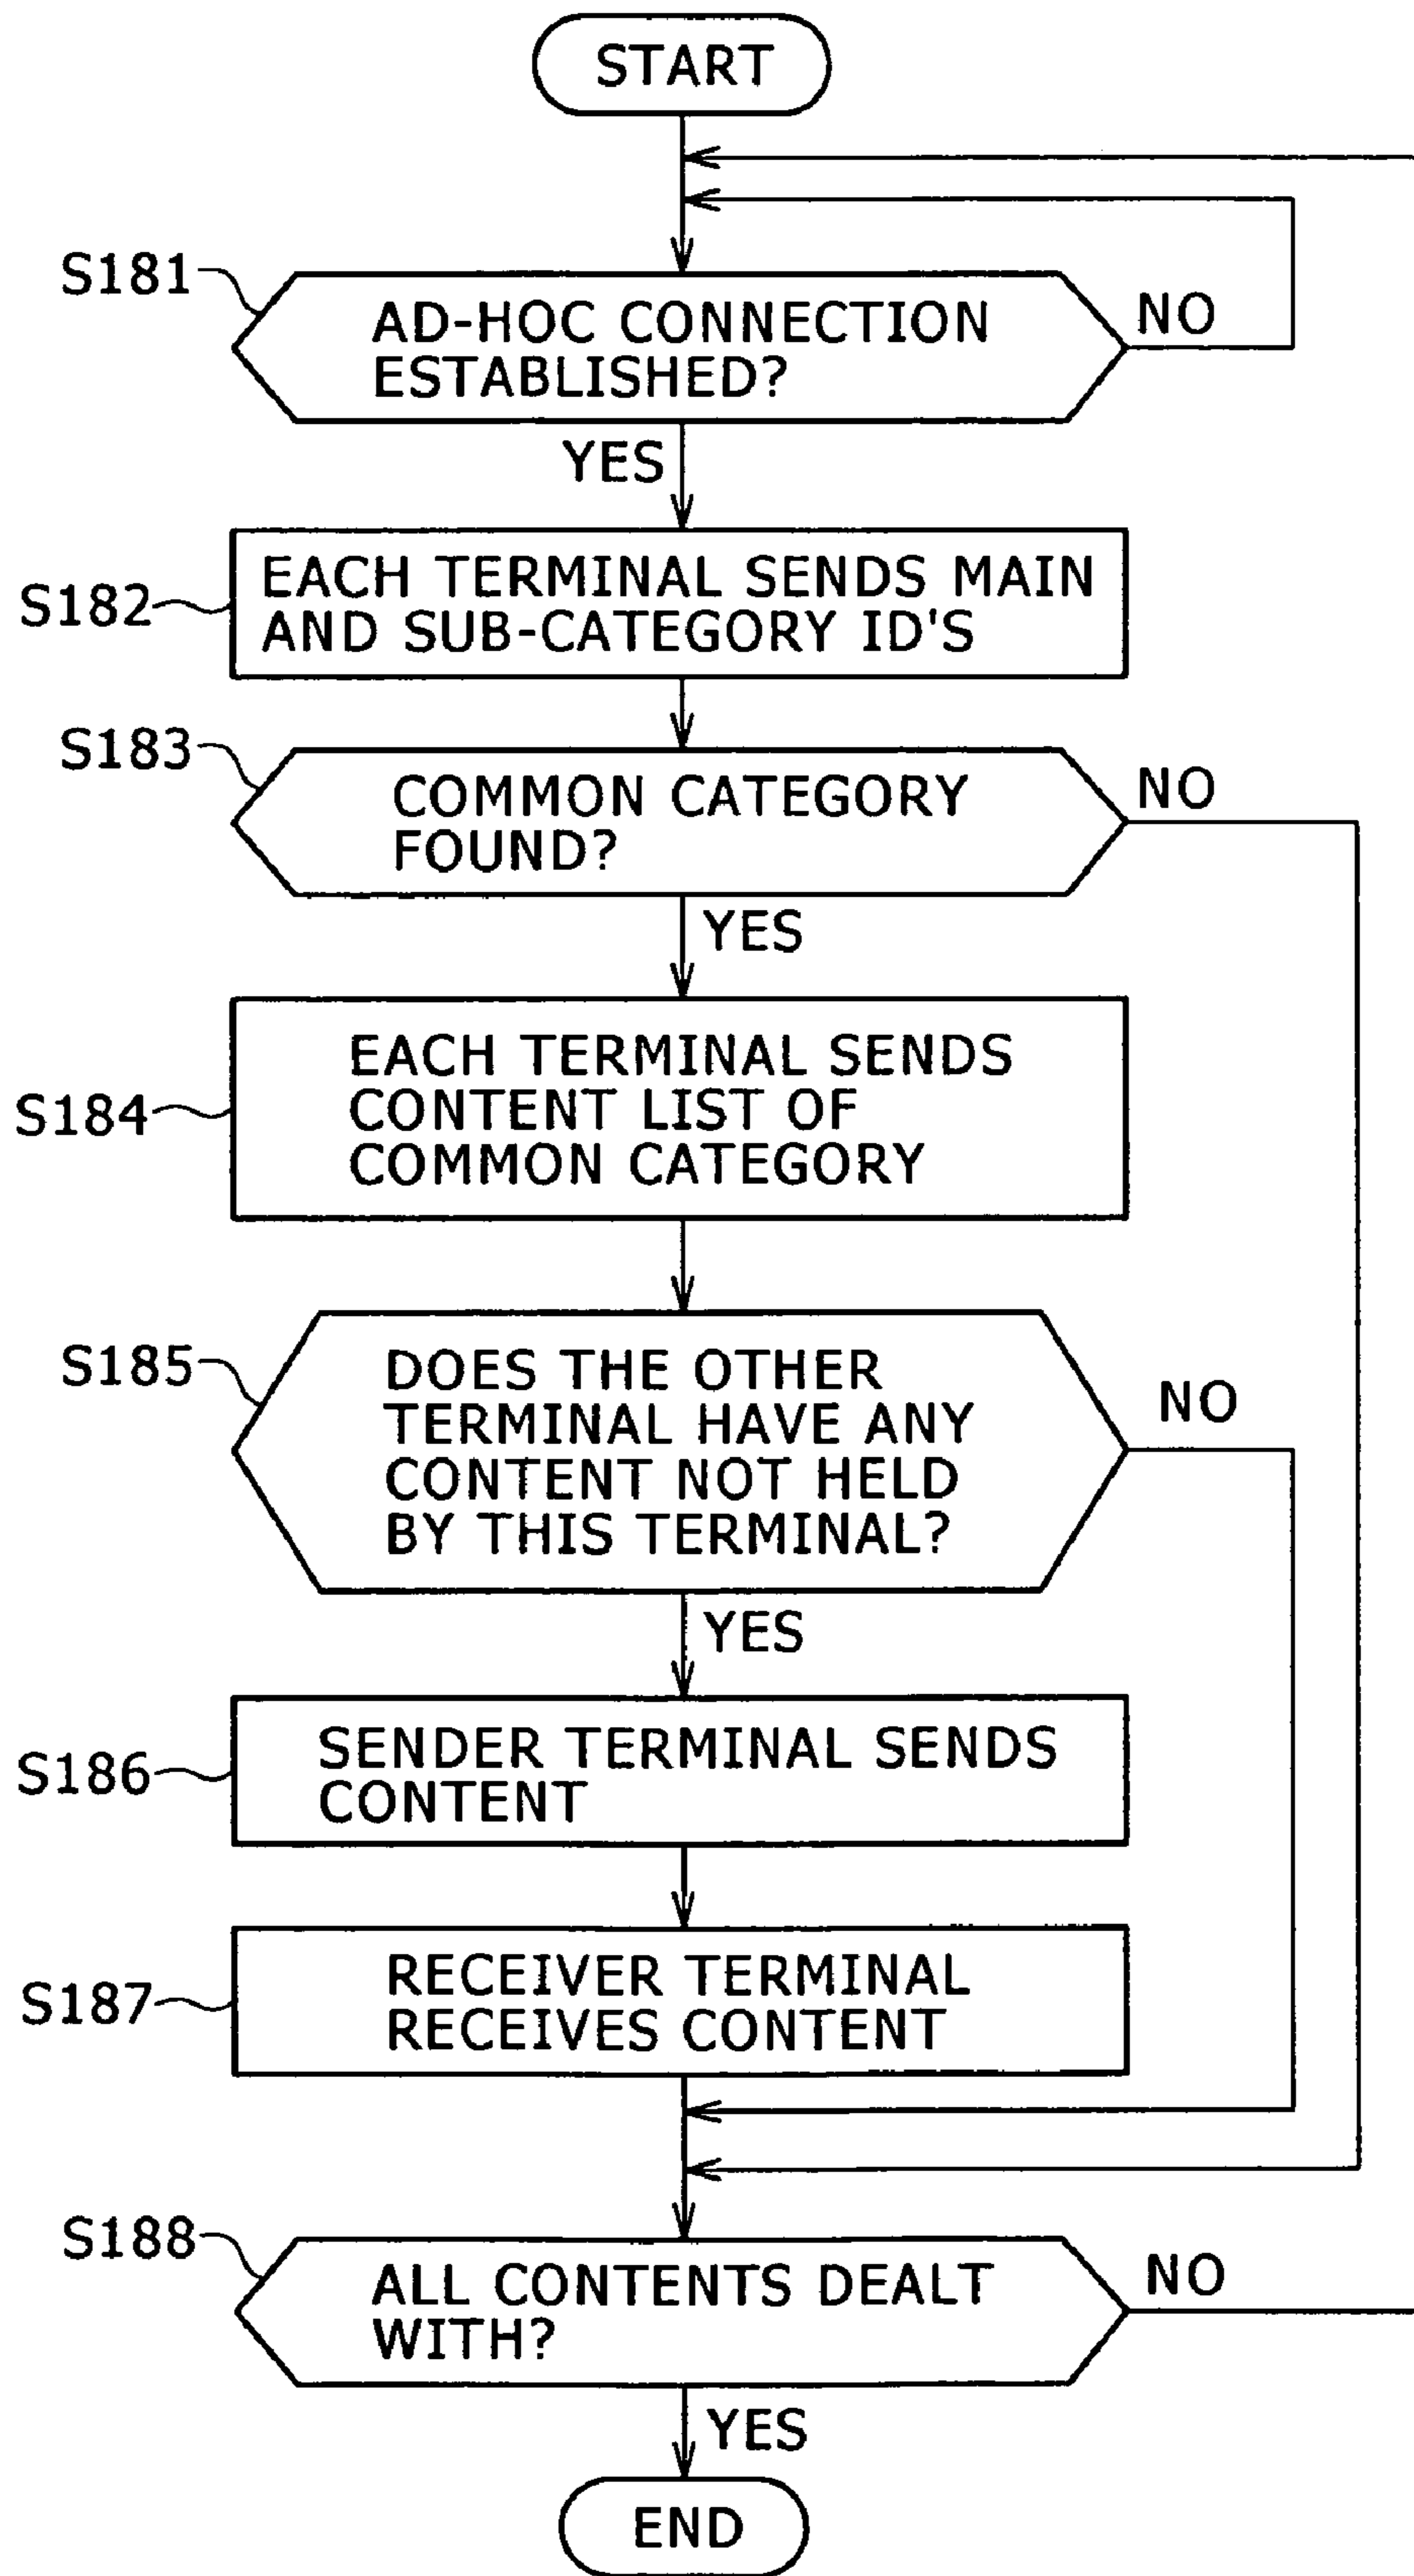 START
S181
AD-HOC CONNECTION
ESTABLISHED?
NO
YES
S182
EACH TERMINAL SENDS MAIN
AND SUB-CATEGORY ID'S
S183
COMMON CATEGORY
FOUND?
NO
YES
S184
EACH TERMINAL SENDS
CONTENT LIST OF
COMMON CATEGORY
S185
DOES THE OTHER
TERMINAL HAVE ANY
CONTENT NOT HELD
BY THIS TERMINAL?
NO
YES
S186
SENDER TERMINAL SENDS
CONTENT
S187
RECEIVER TERMINAL
RECEIVES CONTENT
S188
ALL CONTENTS DEALT
WITH?
NO
YES
END